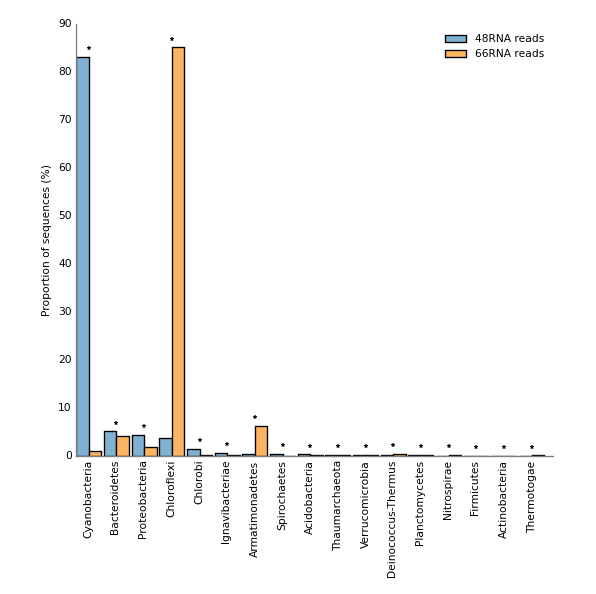 90
80
70
60
50
40
30
20
10
0
Proportion of sequences (%)
48RNA reads
66RNA reads
* * * * * * * * * * * * * * * * *
Cyanobacteria
Bacteroidetes
Proteobacteria
Chloroflexi
Chlorobi
Ignavibacteriae
Armatimonadetes
Spirochaetes
Acidobacteria
Thaumarchaeota
Verrucomicrobia
Deinococcus-Thermus
Planctomycetes
Nitrospirae
Firmicutes
Actinobacteria
Thermotogae